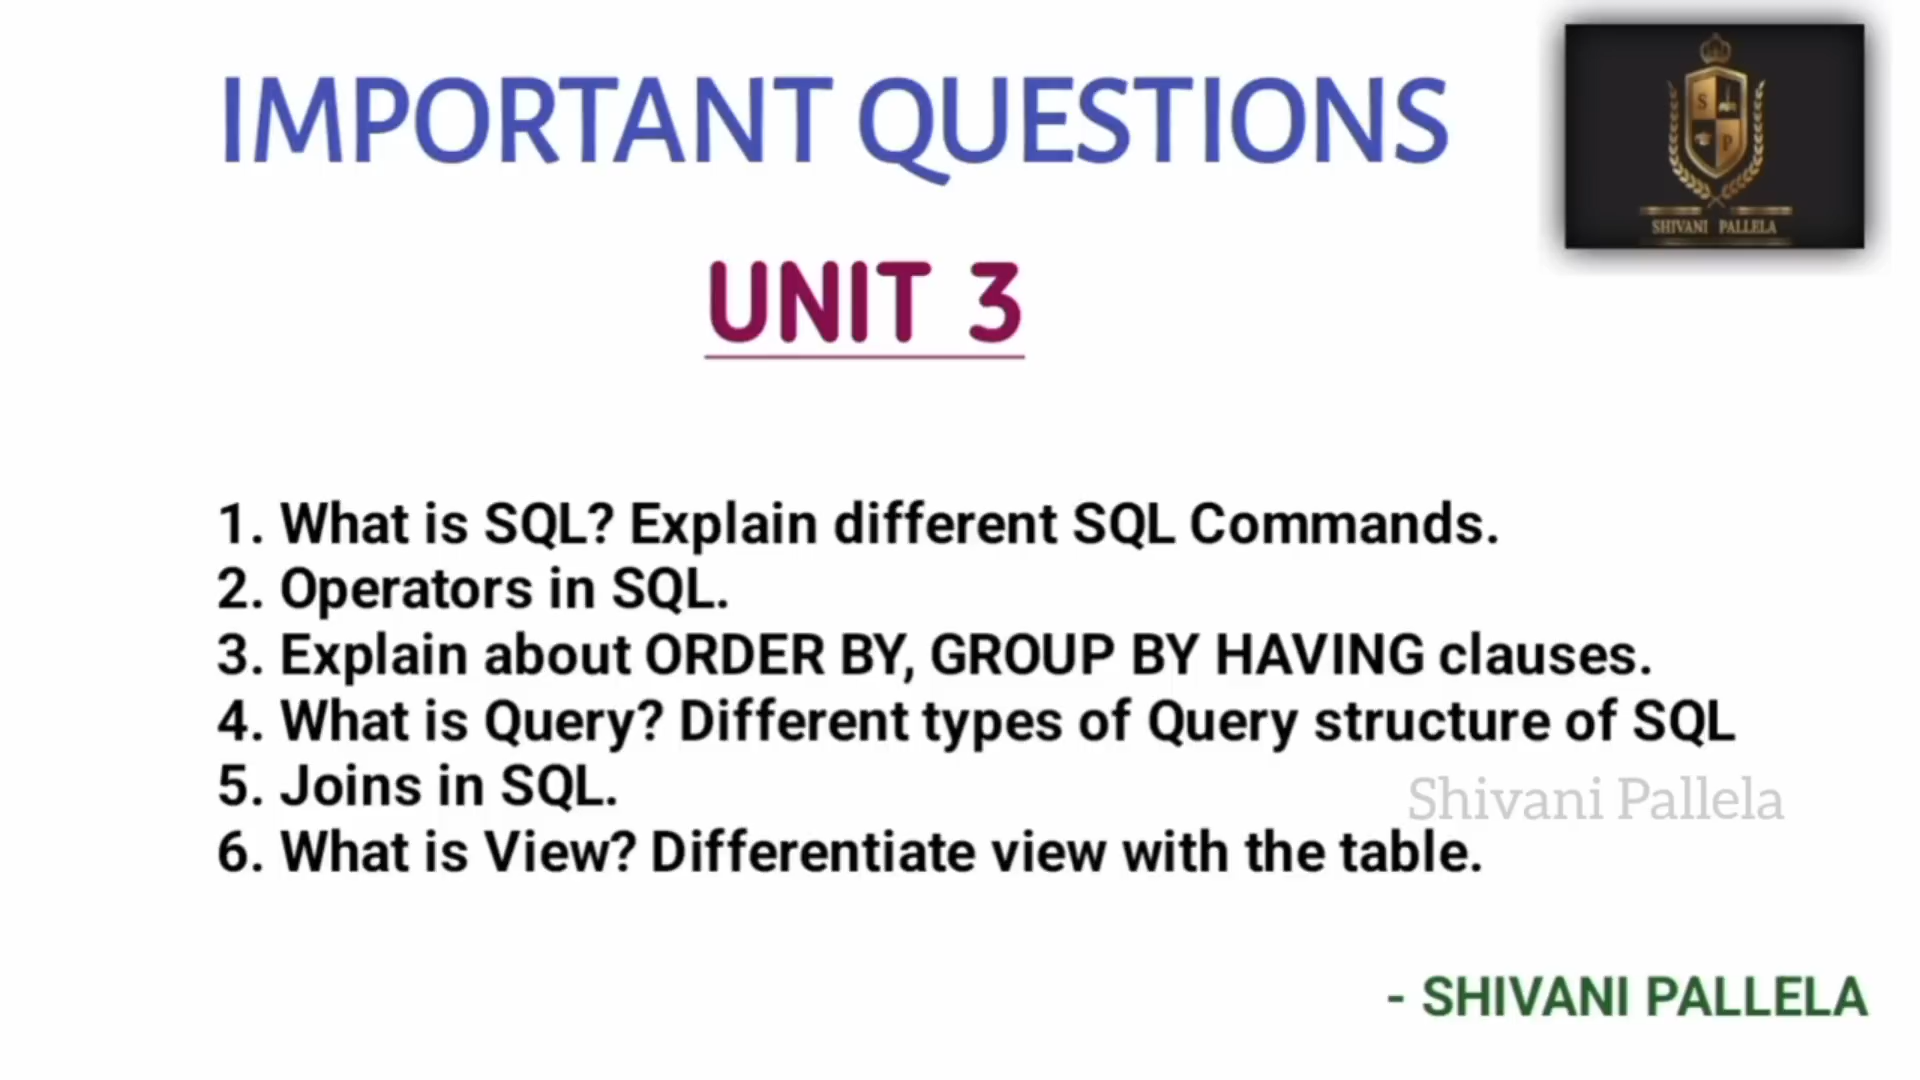 IMPORTANT QUESTIONS
S
P
SHIVANI PALLELA
UNIT 3
1. What is SQL? Explain different SQL Commands.
2. Operators in SQL.
3. Explain about ORDER BY, GROUP BY HAVING clauses.
4. What is Query? Different types of Query structure of SQL
5. Joins in SQL.
Shivani Pallela
6. What is View? Differentiate view with the table.
- SHIVANI PALLELA